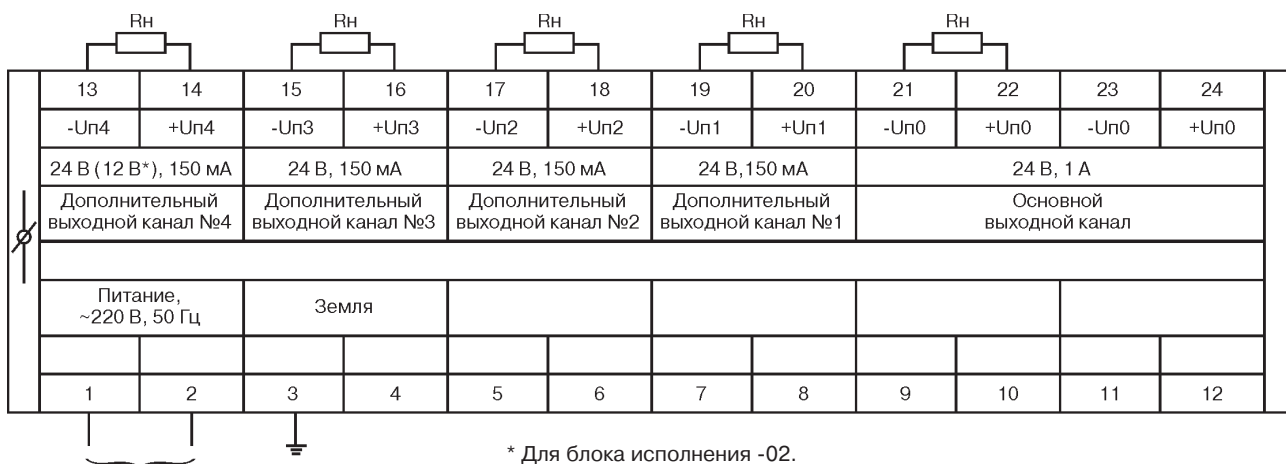 Rн Rн Rн Rн Rн
13 14 15 16 17 18 19 20 21 22 23 24
-Uп4 +Uп4 -Uп3 +Uп3 -Uп2 +Uп2 -Uп1 +Uп1 -Uп0 +Uп0 -Uп0 +Uп0
24 В (12 В*), 150 мА 24 В, 150 мА 24 В, 150 мА 24 В,150 мА 24 В, 1 А
Дополнительный Дополнительный Дополнительный Дополнительный Основной
выходной канал №4 выходной канал №3 выходной канал №2 выходной канал №1 выходной канал
Питание, Земля
~220 В, 50 Гц
1 2 3 4 5 6 7 8 9 10 11 12
* Для блока исполнения -02.